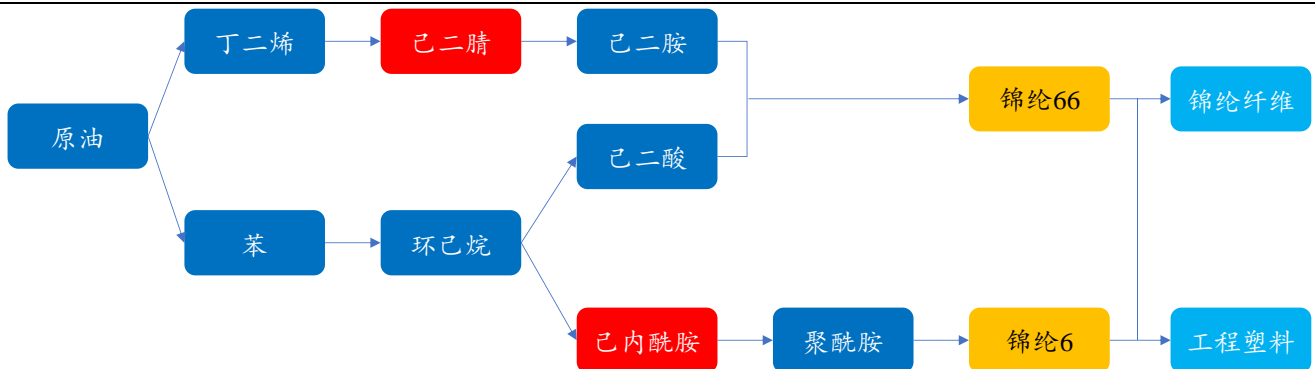 丁二烯
己二腈
己二胺
原油
锦纶66
锦纶纤维
己二酸
苯
环己烷
己内酰胺
聚酰胺
锦纶6
工程塑料